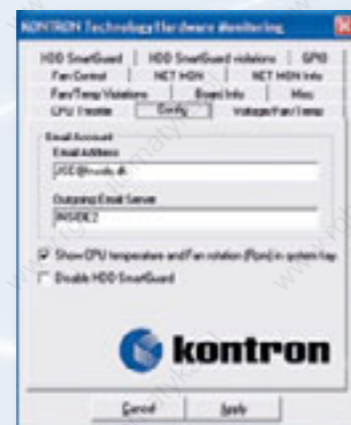 KONTRON Technology Hardware Monitoring
HDD SmartGuard | HDD SmartGuard violations | GPIO
Fan Control | NET MON | NET MON Info
Fan/Temp Violations | Board Info | Misc
CPU Throttle | Config | Voltage/Fan/Temp
Email Account
Email Address
Outgoing Email Server
INSIDE2
Show CPU temperature and Fan rotation (Rpm) in system tray
Disable HDD SmartGuard
kontron
Cancel
Apply